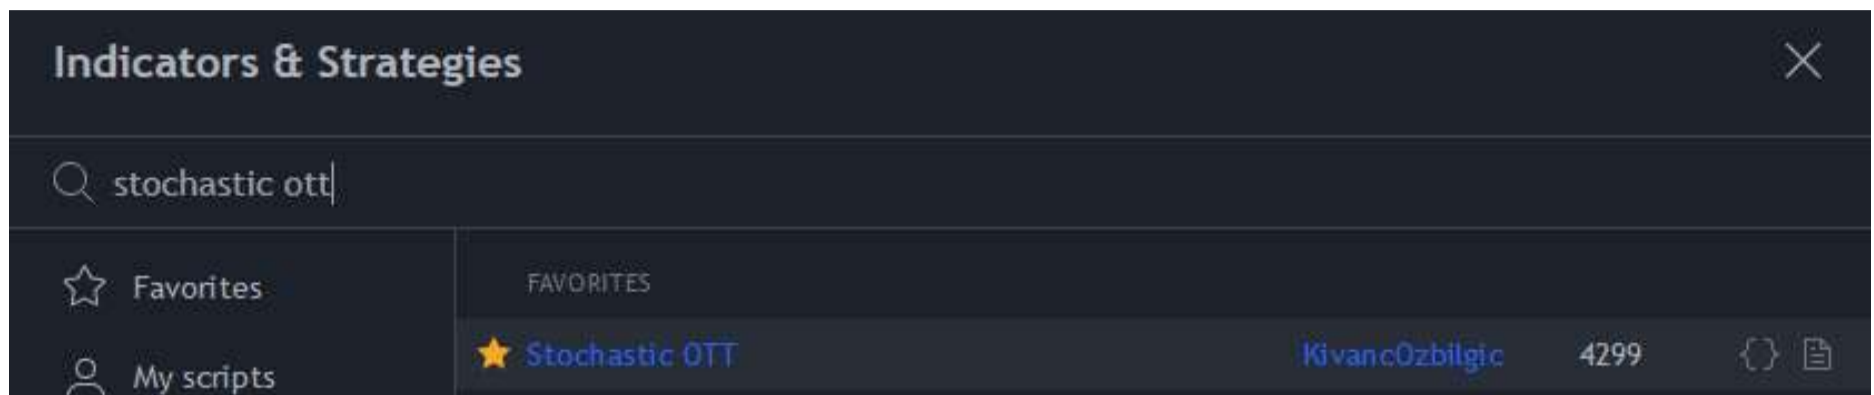 Indicators & Strategies
stochastic ott
Favorites
FAVORITES
Stochastic OTT KivancOzbilgic 4299 {}
My scripts